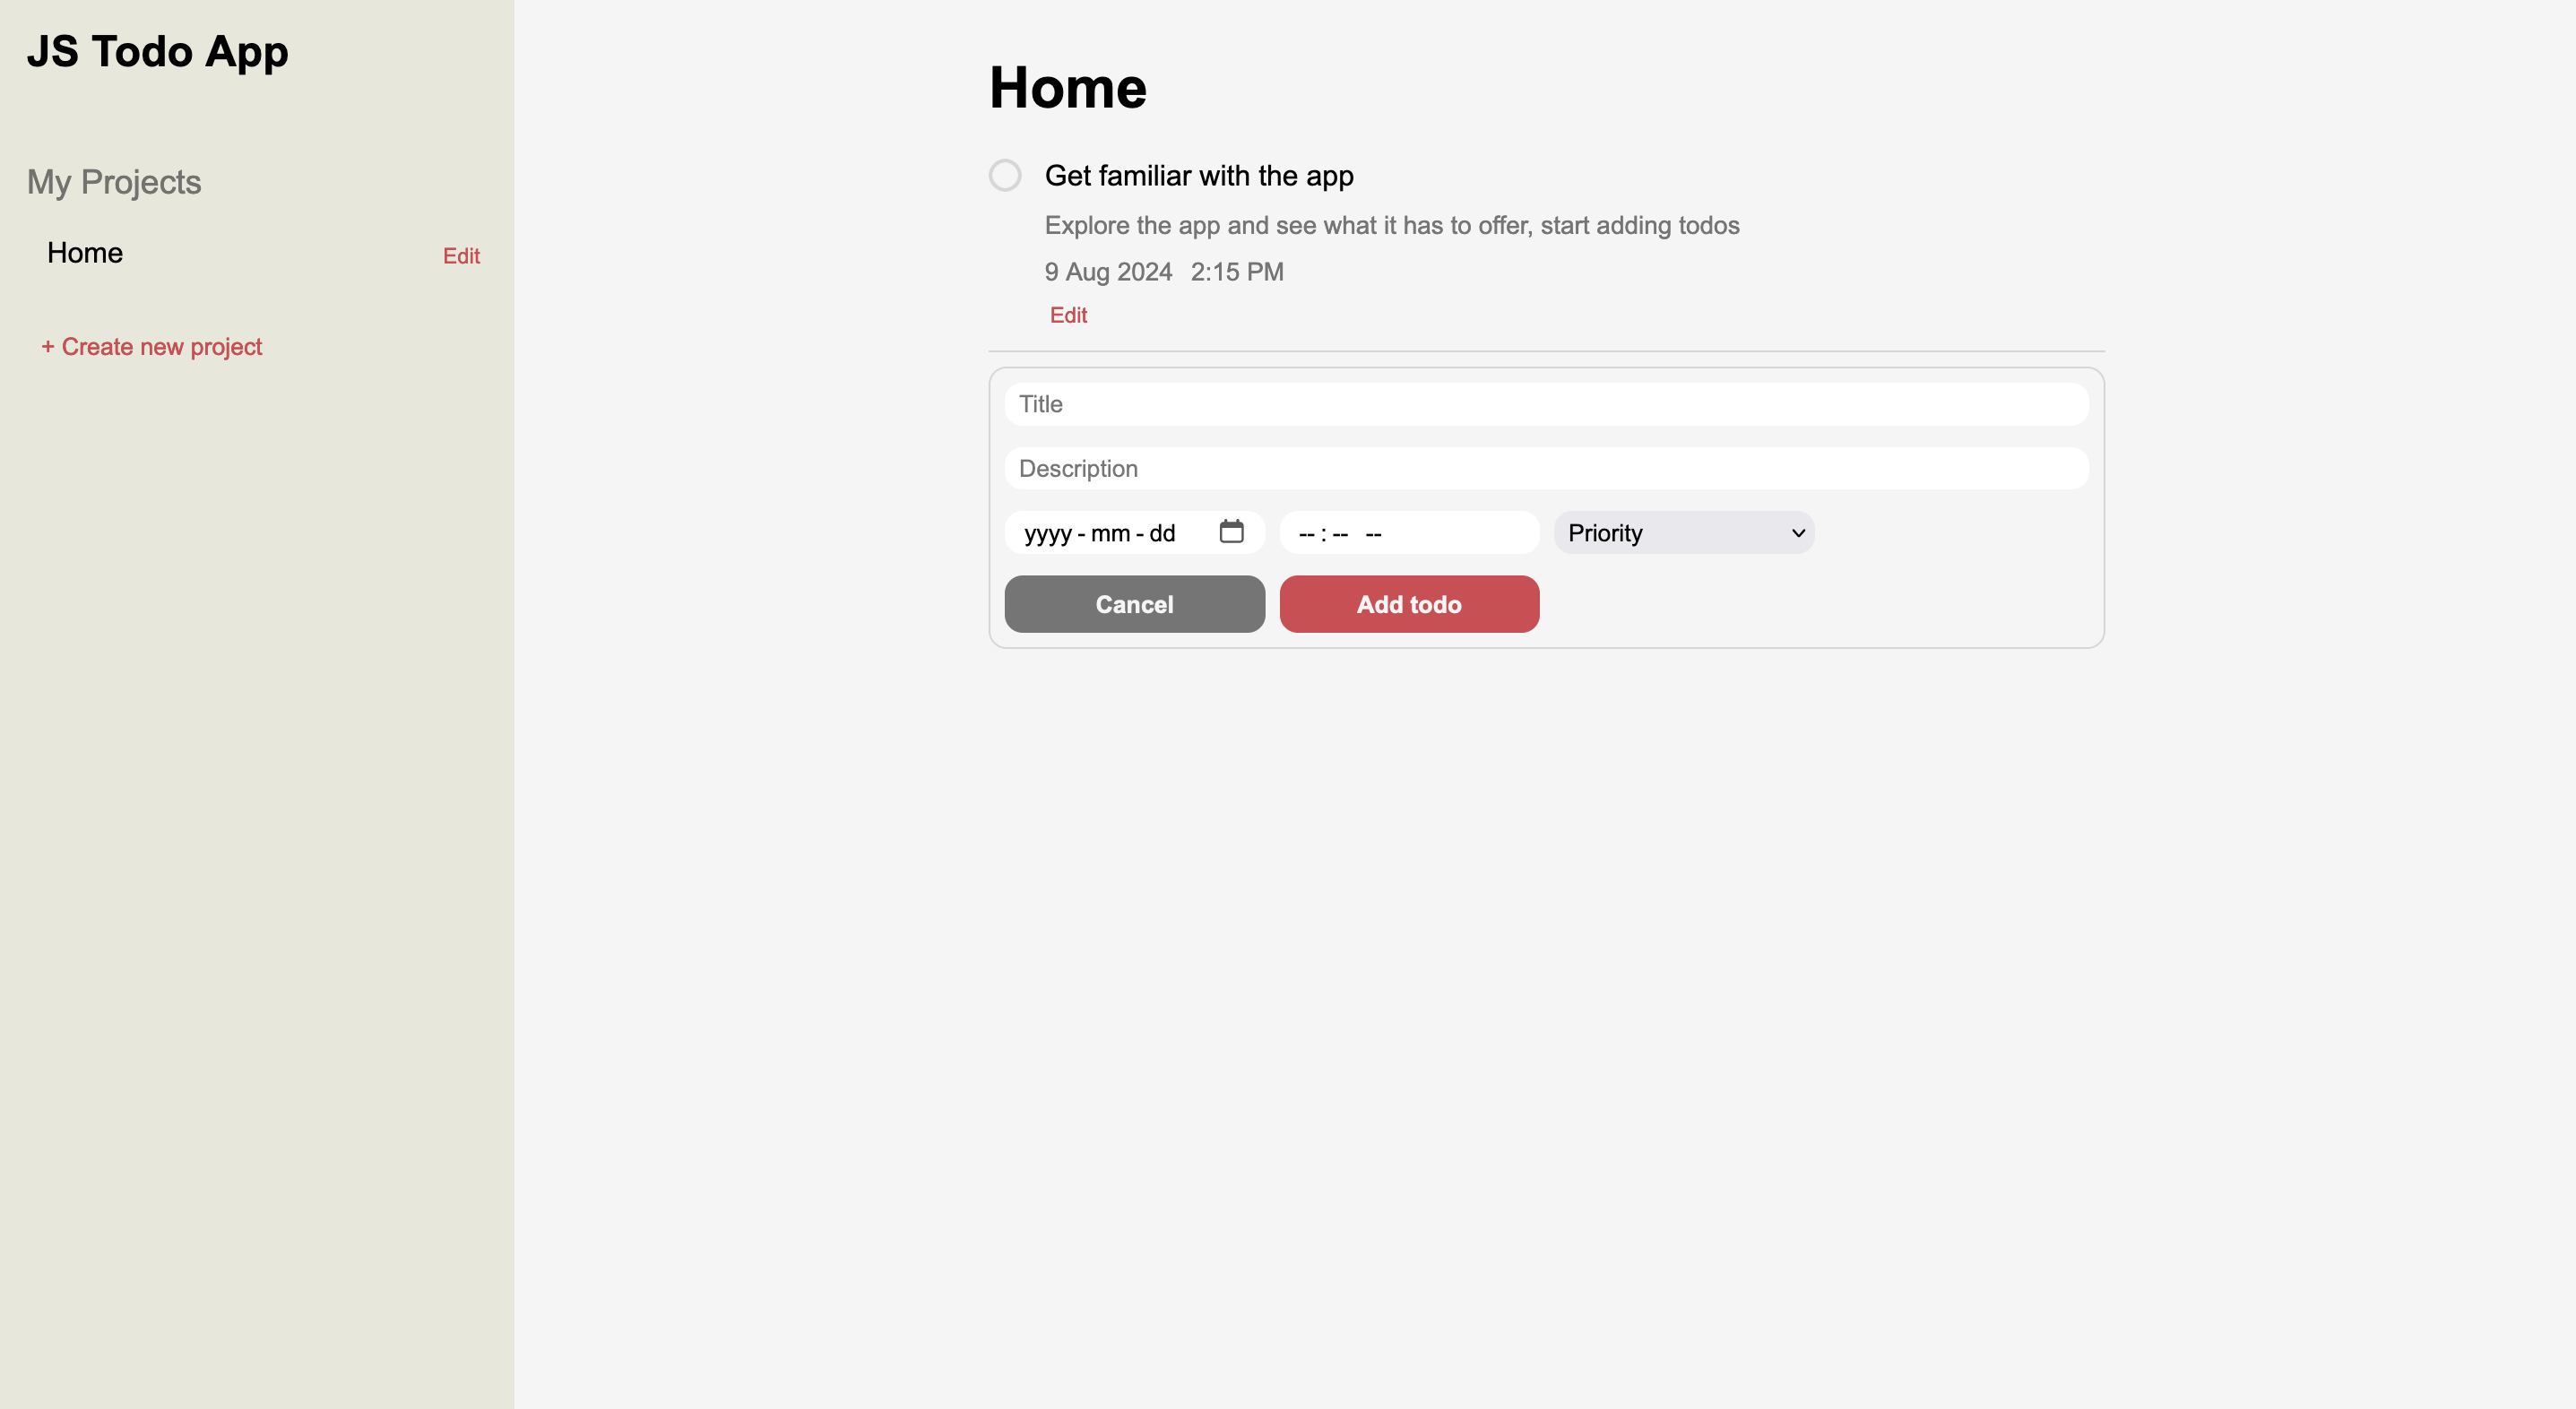 JS Todo App
My Projects
Home
Edit
+ Create new project
Home
Get familiar with the app
Explore the app and see what it has to offer, start adding todos
9 Aug 2024 2:15 PM
Edit
Title
Description
yyyy - mm - dd
-- : -- --
Priority
Cancel
Add todo